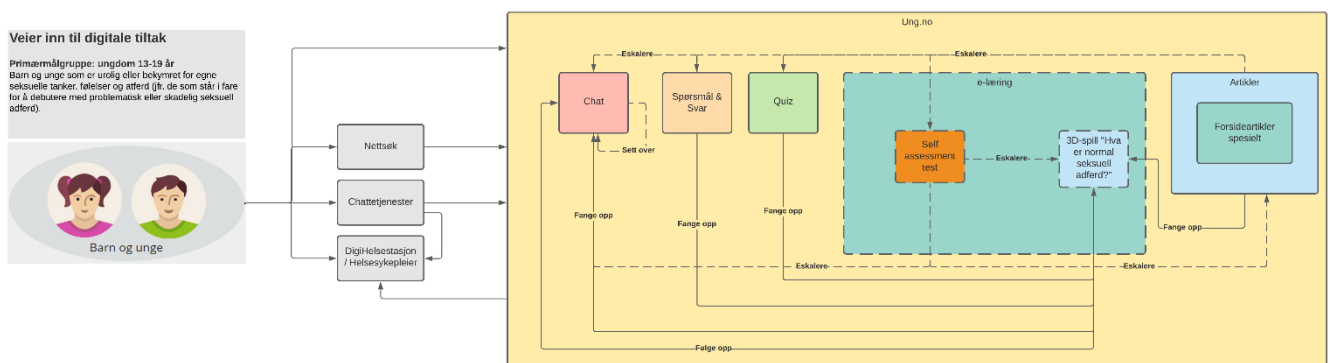 Veier inn til digitale tiltak
Primærmålgruppe: ungdom 13-19 år
Barn og unge som er urolig eller bekymret for egne
seksuelle tanker, følelser og atferd (jfr. de som står i fare
for å debutere med problematisk eller skadelig seksuell
adferd).
Barn og unge
Nettsøk
Chattetjenester
DigiHelsestasjon
/ Helsesykepleier
Ung.no
Eskalere
Eskalere
Chat
Sett over
Spørsmål &
Svar
Quiz
e-læring
Self
assessment
test
Eskalere
3D-spill "Hva
er normal
seksuell
adferd?"
Artikler
Forsideartikler
spesielt
Fange opp
Fange opp
Fange opp
Fange opp
Eskalere
Eskalere
Følge opp